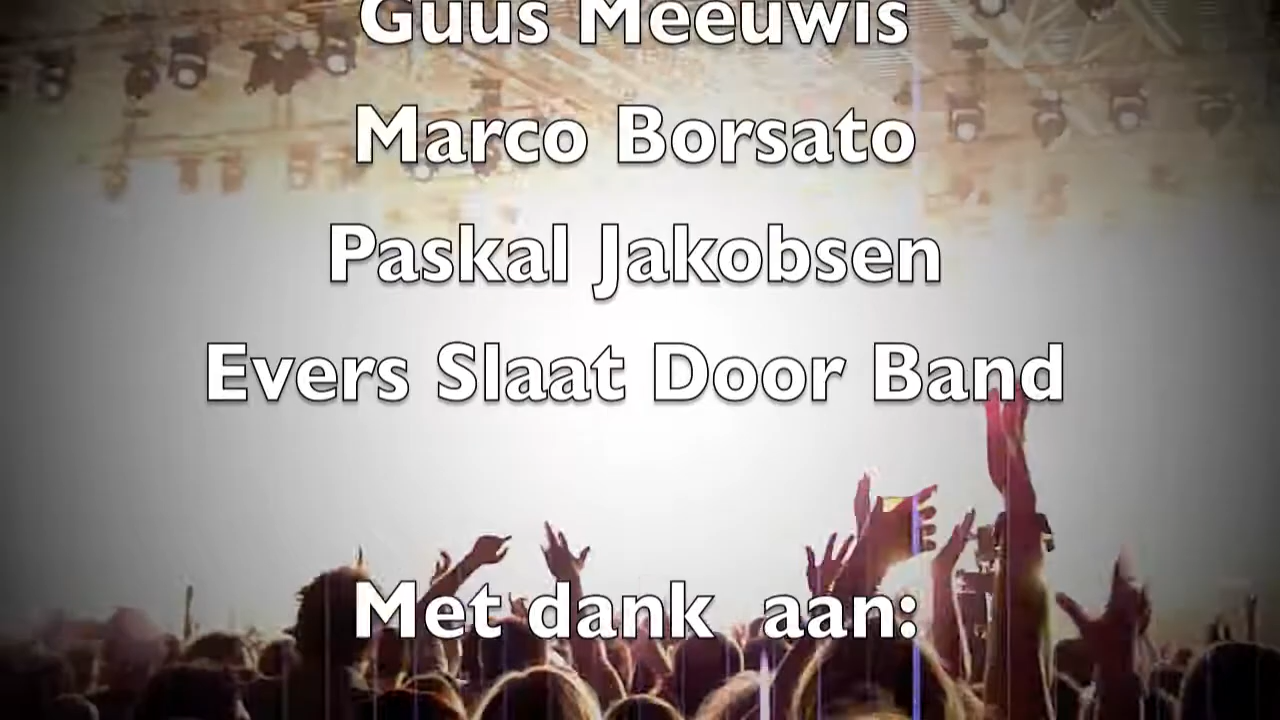 Guus Meeuwis
Marco Borsato
Paskal Jakobsen
Evers Slaat Door Band
Met dank aan: